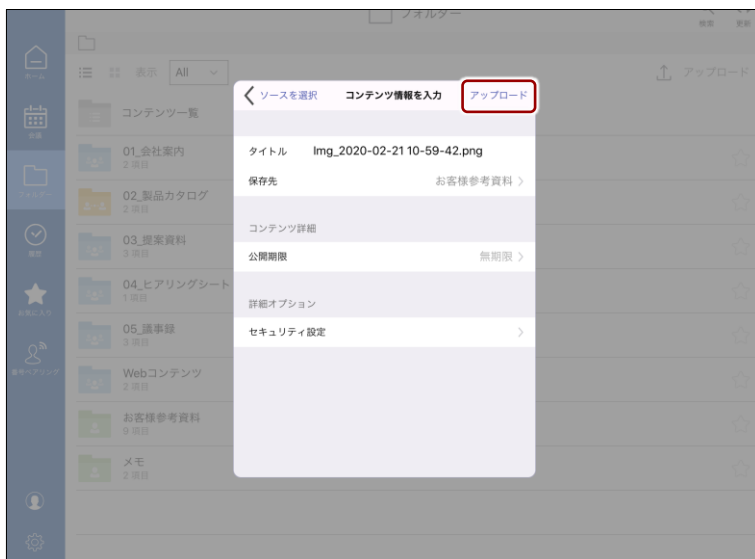 フォルダー
検索
更新
表示
All
アップロード
ホーム
会議
フォルダー
履歴
お気に入り
番号ペアリング
コンテンツ一覧
01_会社案内
2 項目
02_製品カタログ
2 項目
03_提案資料
3 項目
04_ヒアリングシート
1 項目
05_議事録
3 項目
Webコンテンツ
2 項目
お客様参考資料
9 項目
メモ
2 項目
ソースを選択
コンテンツ情報を入力
アップロード
タイトル Img_2020-02-21 10-59-42.png
保存先 お客様参考資料
コンテンツ詳細
公開期限 無期限
詳細オプション
セキュリティ設定